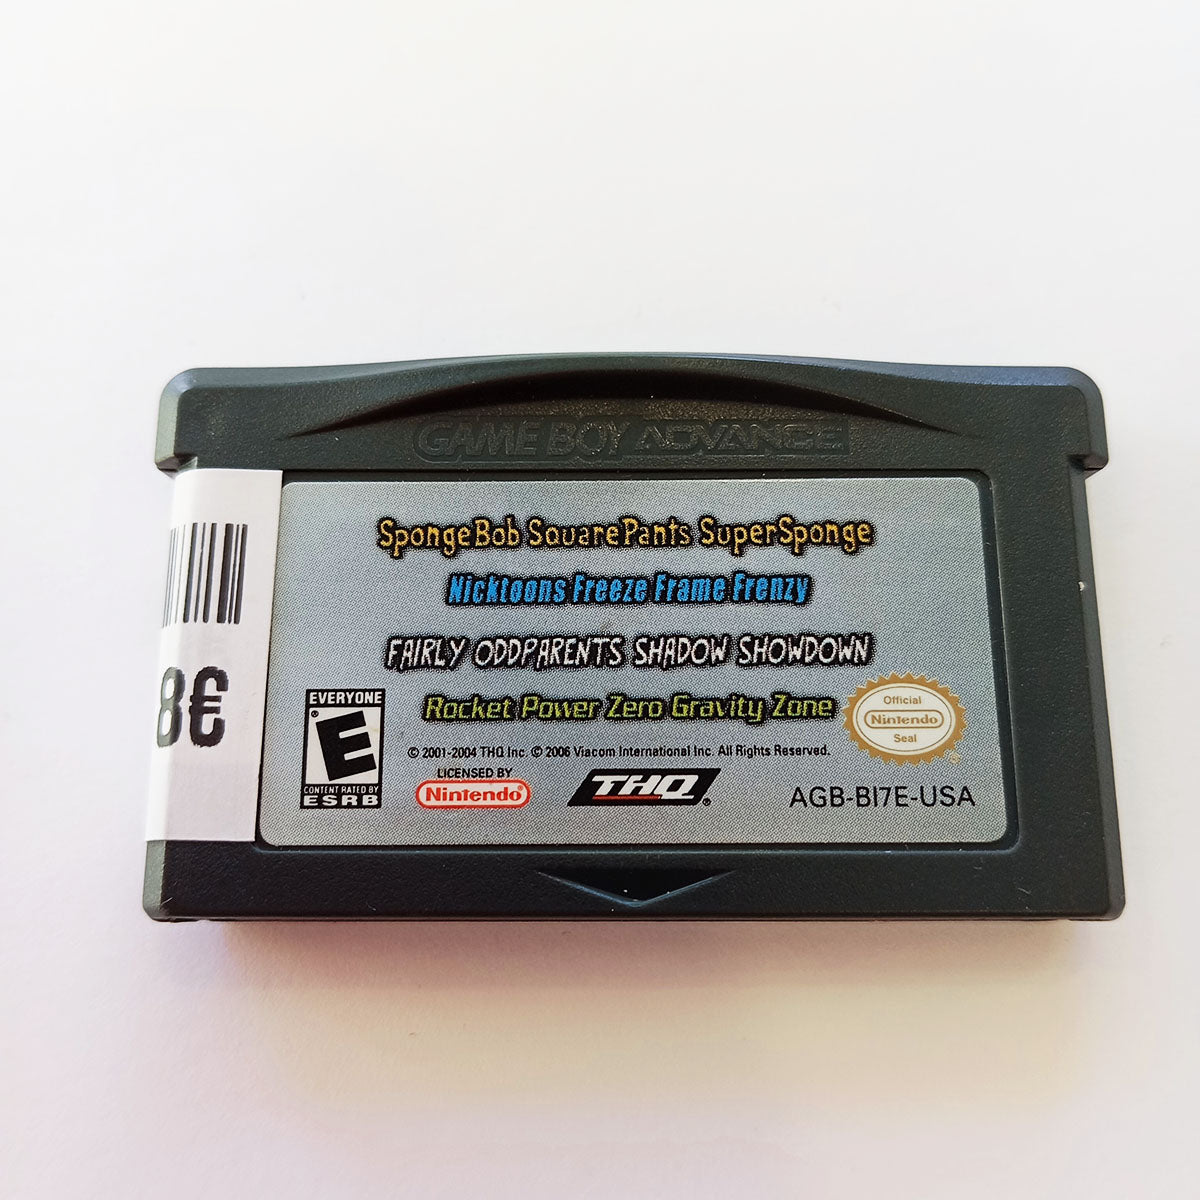 GAME BOY ADVANCE
SpongeBob SquarePants SuperSponge
Nicktoons Freeze Frame Frenzy
FAIRLY ODDPARENTS SHADOW SHOWDOWN
Rocket Power Zero Gravity Zone
© 2001-2004 THQ Inc. © 2006 Viacom International Inc. All Rights Reserved.
EVERYONE
E
®
CONTENT RATED BY
ESRB
LICENSED BY
Nintendo®
THQ®
Official
Nintendo
Seal
AGB-BI7E-USA
8€